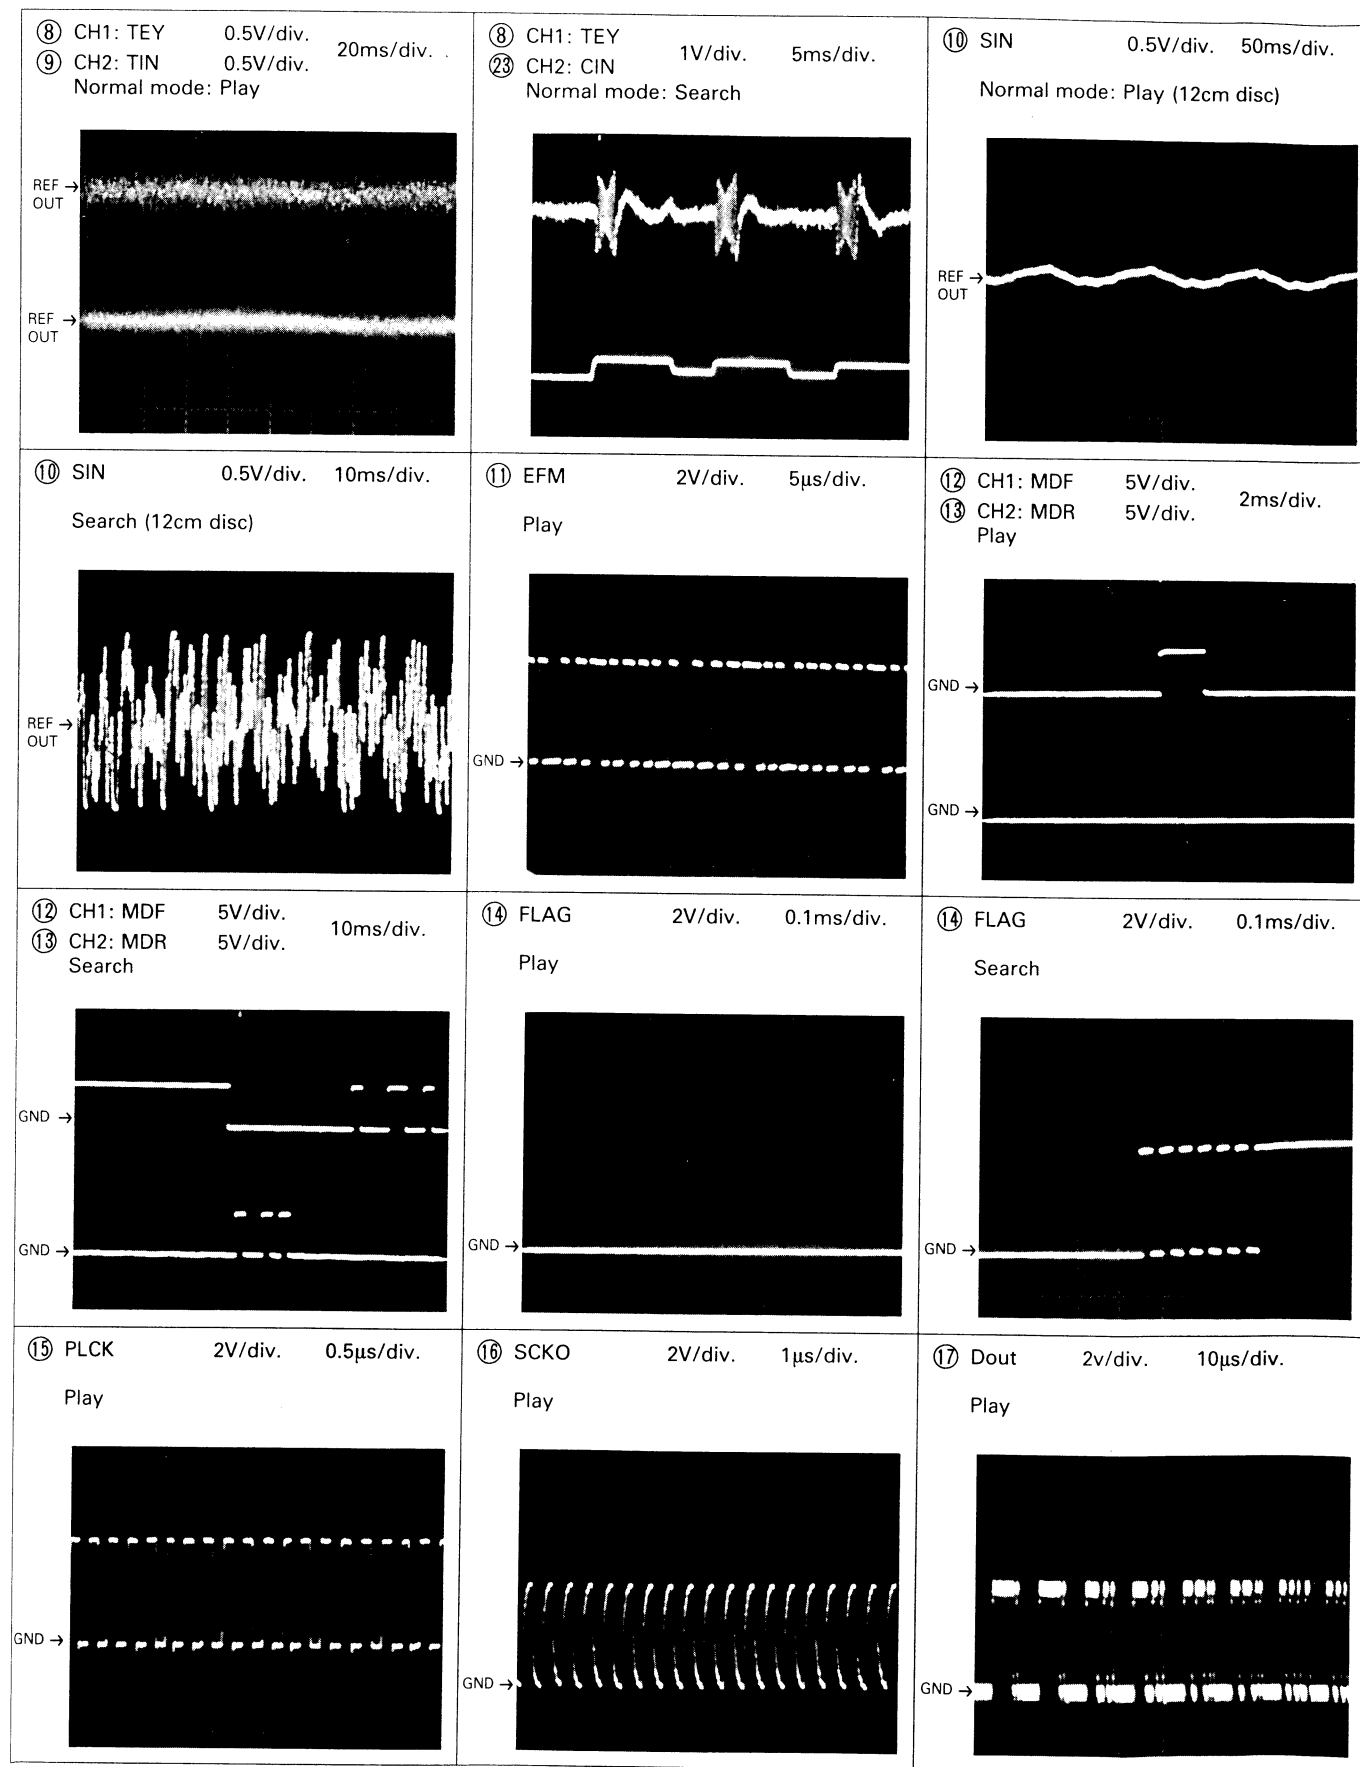 ⑧ CH1: TEY 0.5V/div. 20ms/div.
⑨ CH2: TIN 0.5V/div.
Normal mode: Play
REF →
OUT
REF →
OUT
⑧ CH1: TEY 1V/div. 5ms/div.
㉓ CH2: CIN
Normal mode: Search
⑩ SIN 0.5V/div. 50ms/div.
Normal mode: Play (12cm disc)
REF →
OUT
⑩ SIN 0.5V/div. 10ms/div.
Search (12cm disc)
REF →
OUT
⑪ EFM 2V/div. 5μs/div.
Play
GND →
⑫ CH1: MDF 5V/div. 2ms/div.
⑬ CH2: MDR 5V/div.
Play
GND →
GND →
⑫ CH1: MDF 5V/div. 10ms/div.
⑬ CH2: MDR 5V/div.
Search
GND →
GND →
⑭ FLAG 2V/div. 0.1ms/div.
Play
GND →
⑭ FLAG 2V/div. 0.1ms/div.
Search
GND →
⑮ PLCK 2V/div. 0.5μs/div.
Play
GND →
⑯ SCKO 2V/div. 1μs/div.
Play
GND →
⑰ Dout 2v/div. 10μs/div.
Play
GND →